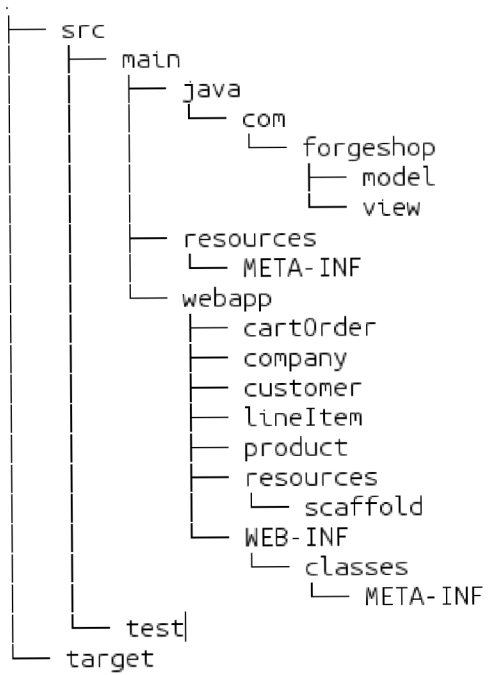 .
src
main
java
com
forgeshop
model
view
resources
META-INF
webapp
cartOrder
company
customer
lineItem
product
resources
scaffold
WEB-INF
classes
META-INF
test
target